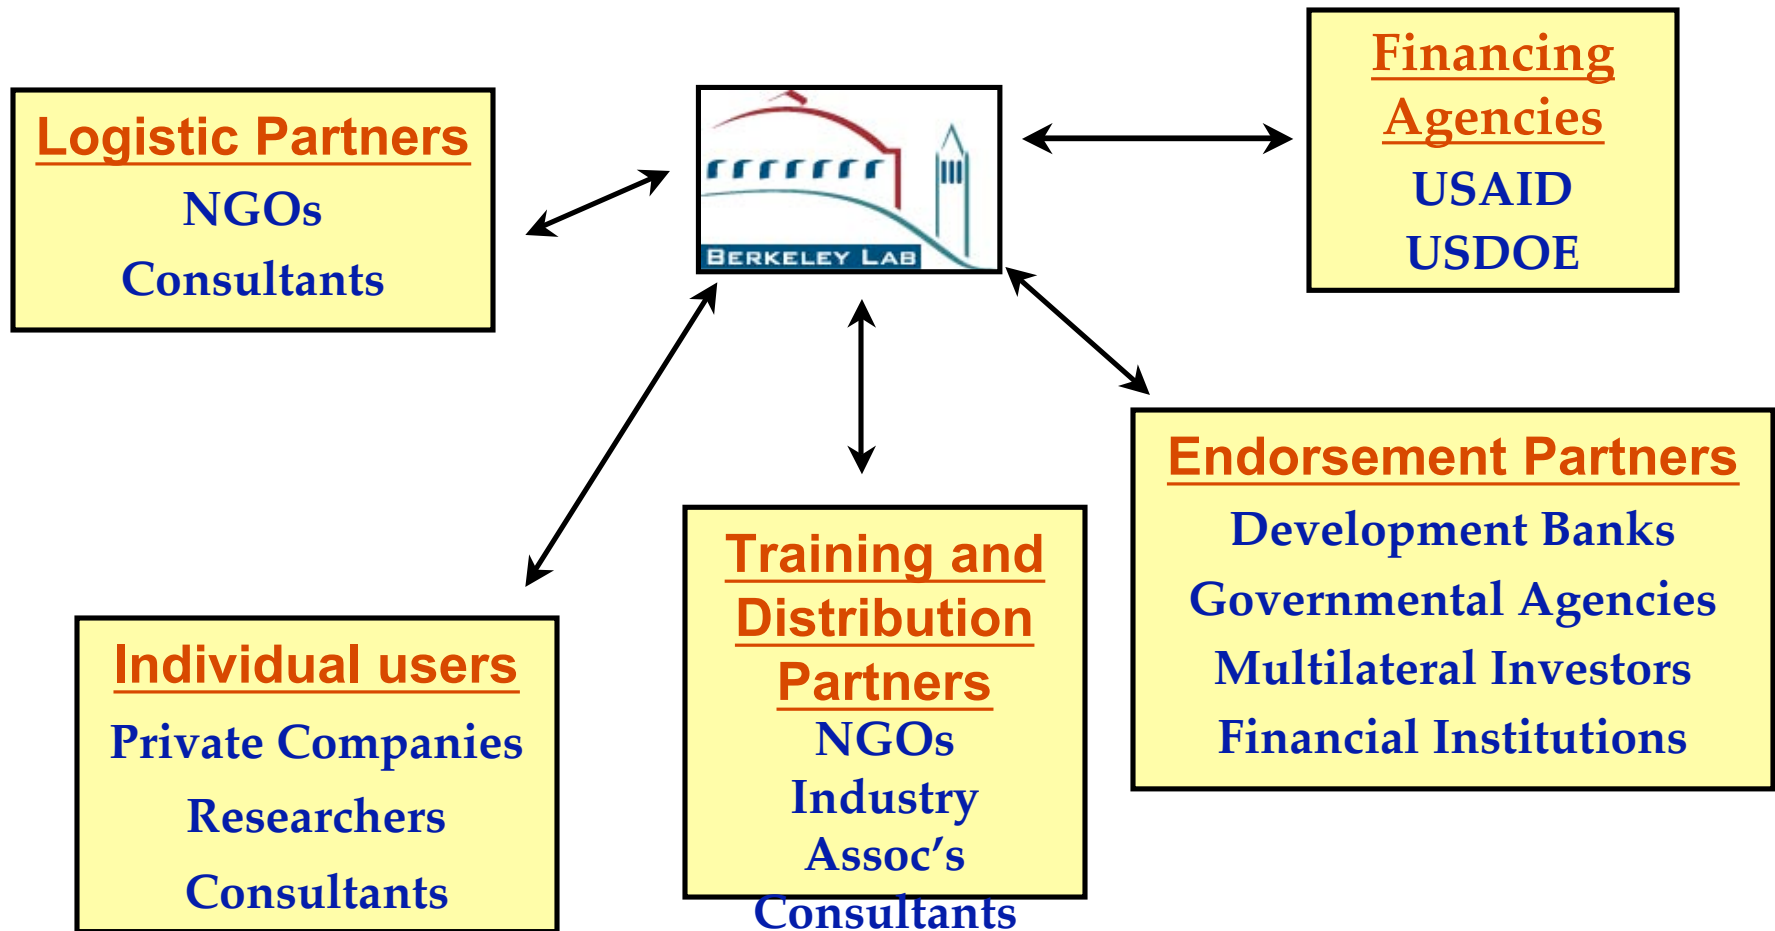 Logistic Partners
NGOs
Consultants
BERKELEY LAB
Financing
Agencies
USAID
USDOE
Individual users
Private Companies
Researchers
Consultants
Training and
Distribution
Partners
NGOs
Industry
Assoc’s
Consultants
Endorsement Partners
Development Banks
Governmental Agencies
Multilateral Investors
Financial Institutions